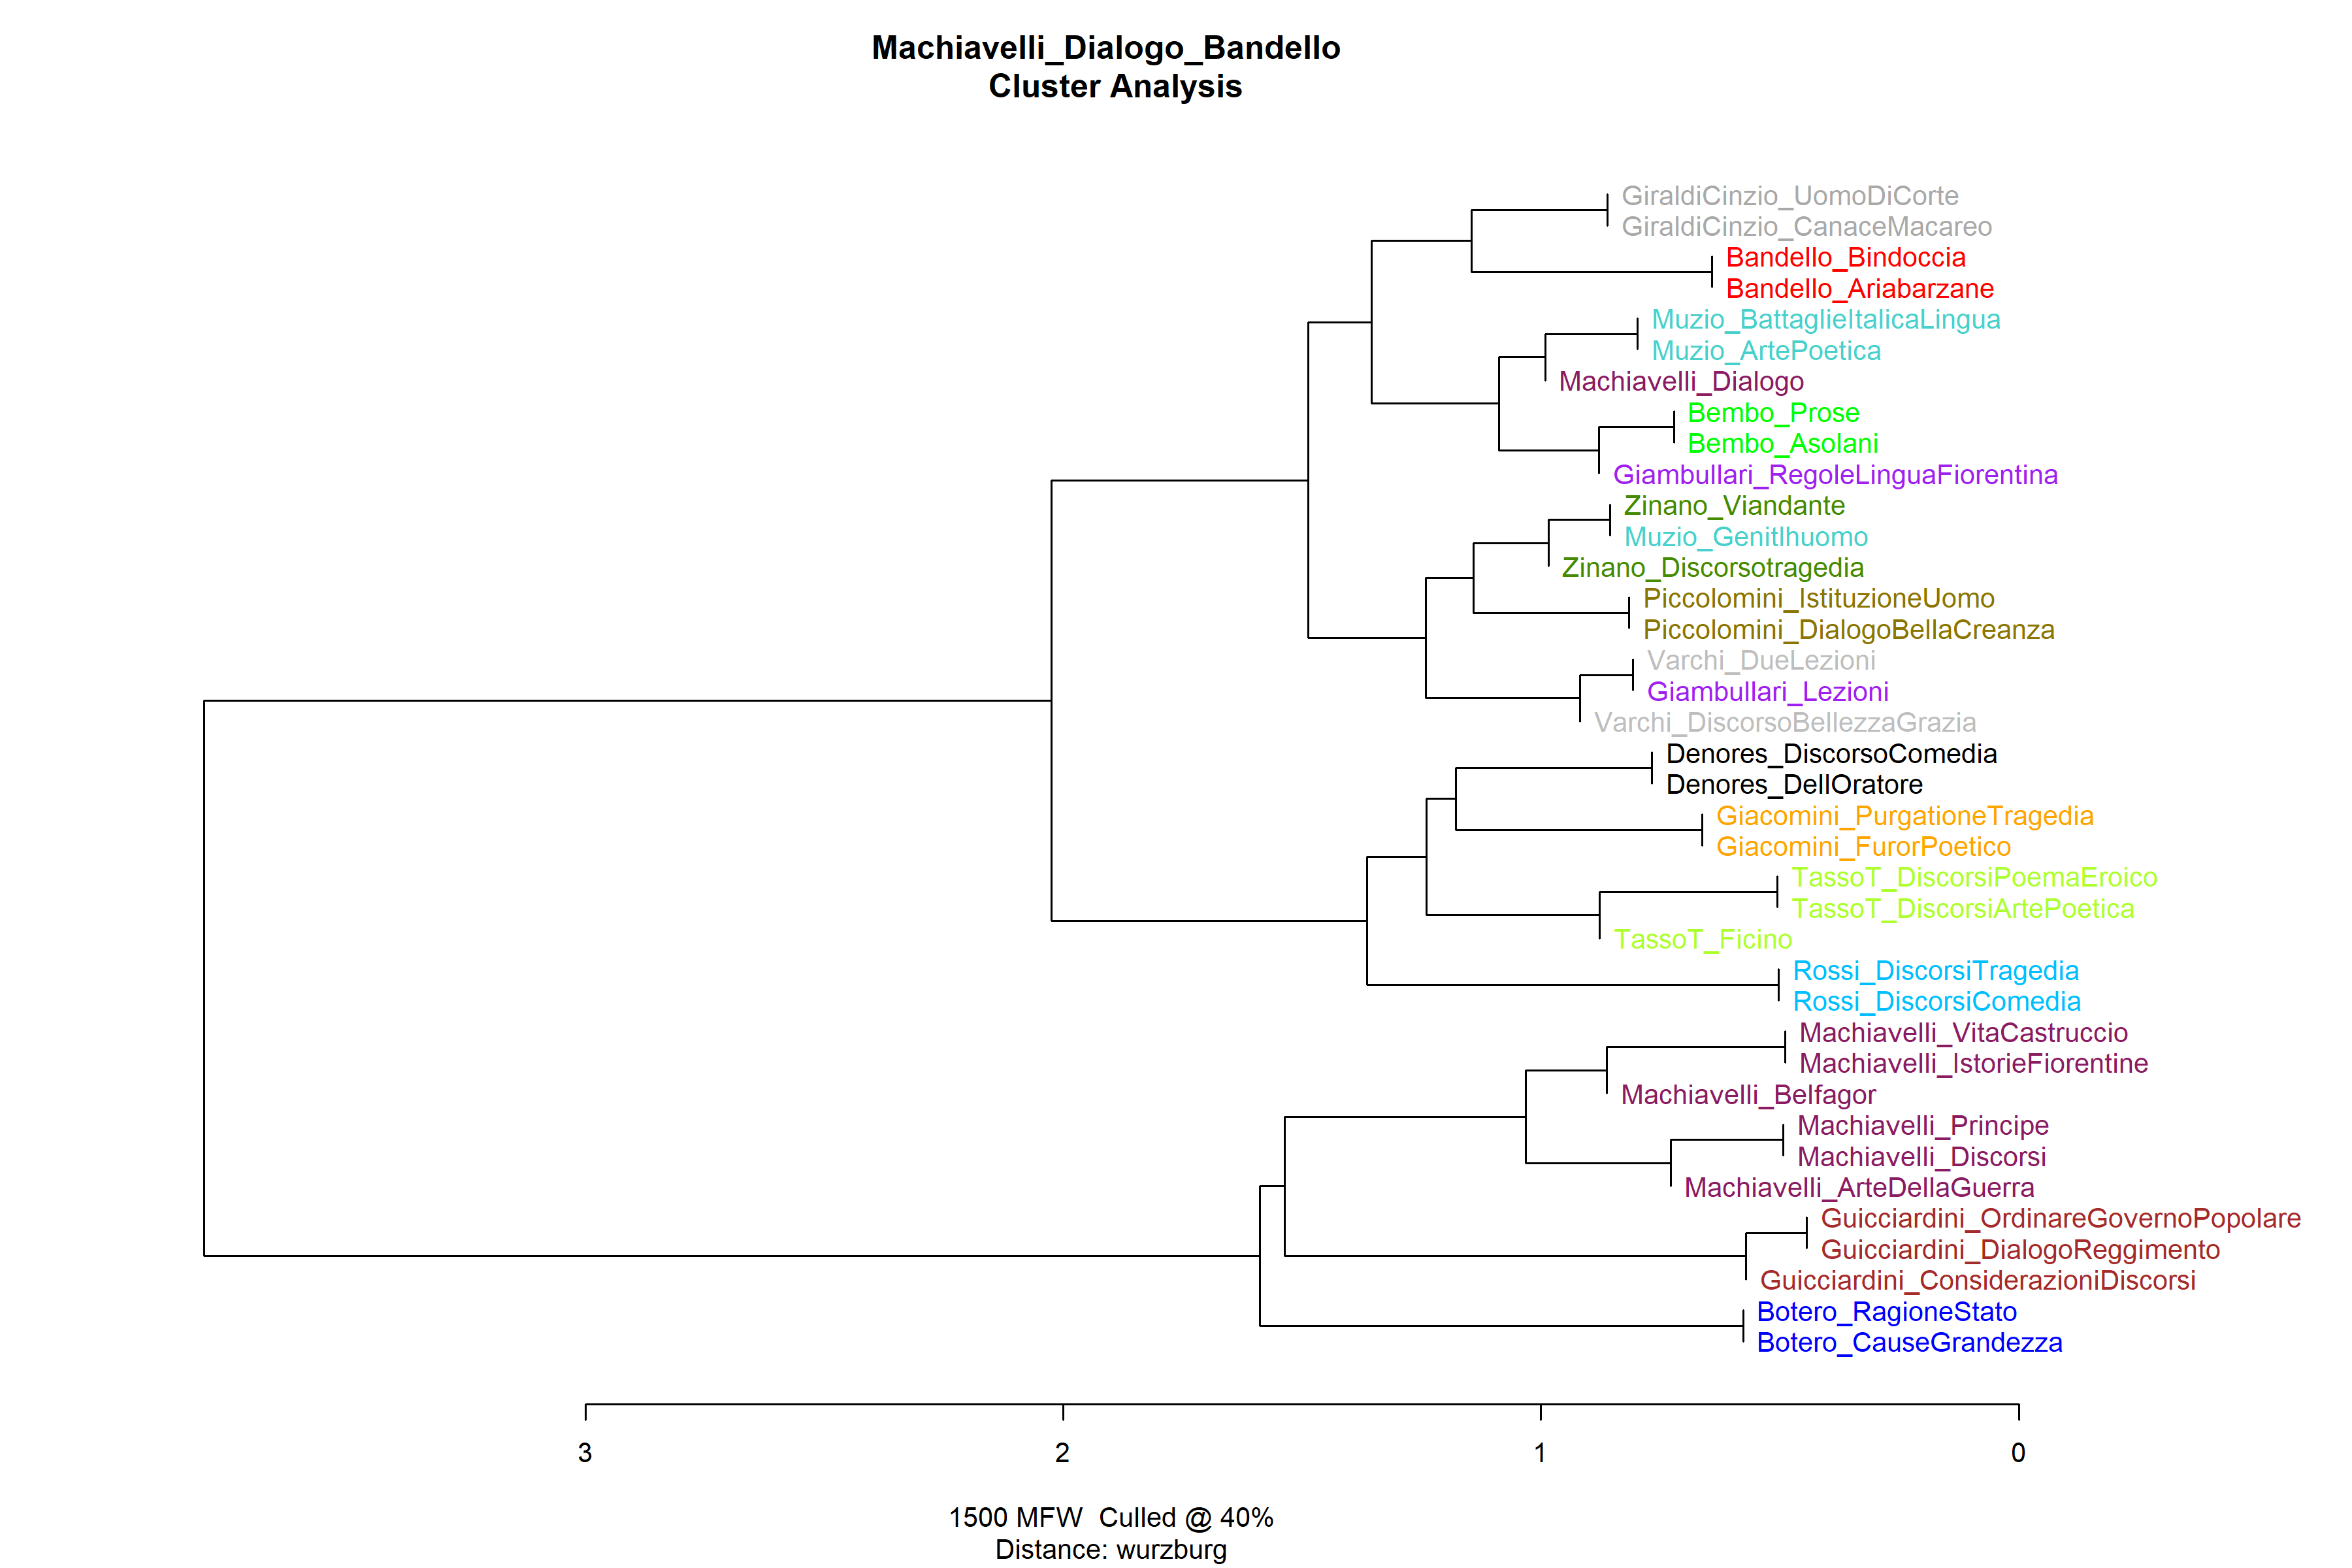 Machiavelli_Dialogo_Bandello
Cluster Analysis
GiraldiCinzio_UomoDiCorte
GiraldiCinzio_CanaceMacareo
Bandello_Bindoccia
Bandello_Ariabarzane
Muzio_BattaglieItalicaLingua
Muzio_ArtePoetica
Machiavelli_Dialogo
Bembo_Prose
Bembo_Asolani
Giambullari_RegoleLinguaFiorentina
Zinano_Viandante
Muzio_Genitlhuomo
Zinano_Discorsotragedia
Piccolomini_IstituzioneUomo
Piccolomini_DialogoBellaCreanza
Varchi_DueLezioni
Giambullari_Lezioni
Varchi_DiscorsoBellezzaGrazia
Denores_DiscorsoComedia
Denores_DellOratore
Giacomini_PurgationeTragedia
Giacomini_FurorPoetico
TassoT_DiscorsiPoemaEroico
TassoT_DiscorsiArtePoetica
TassoT_Ficino
Rossi_DiscorsiTragedia
Rossi_DiscorsiComedia
Machiavelli_VitaCastruccio
Machiavelli_IstorieFiorentine
Machiavelli_Belfagor
Machiavelli_Principe
Machiavelli_Discorsi
Machiavelli_ArteDellaGuerra
Guicciardini_OrdinareGovernoPopolare
Guicciardini_DialogoReggimento
Guicciardini_ConsiderazioniDiscorsi
Botero_RagioneStato
Botero_CauseGrandezza
3 2 1 0
1500 MFW  Culled @ 40%
Distance: wurzburg